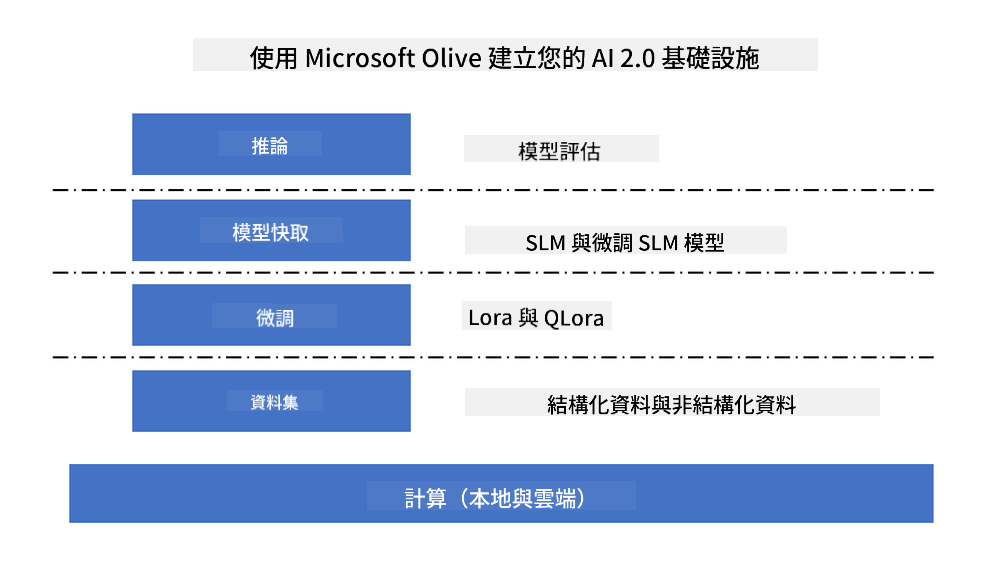 使用 Microsoft Olive 建立您的 AI 2.0 基礎設施
推論
模型評估
模型快取
SLM 與微調 SLM 模型
微調
Lora 與 QLora
資料集
結構化資料與非結構化資料
計算（本地與雲端）